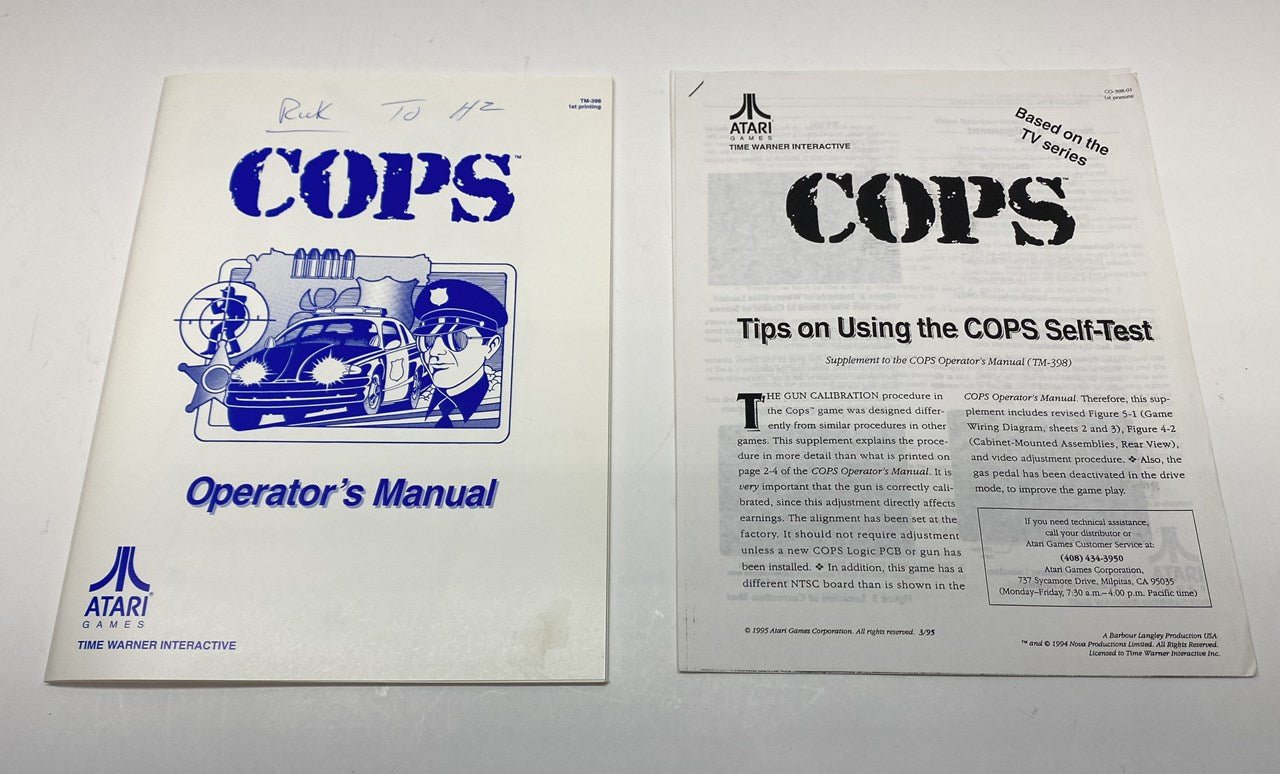 Rick To H2
TM-398
1st printing
COPS™
Operator's Manual
ATARI®
GAMES
TIME WARNER INTERACTIVE
CO-398-01
1st printing
ATARI
GAMES
TIME WARNER INTERACTIVE
Based on the
TV series
COPS™
Tips on Using the COPS Self-Test
Supplement to the COPS Operator's Manual (TM-398)
THE GUN CALIBRATION procedure in
the Cops™ game was designed differ-
ently from similar procedures in other
games. This supplement explains the proce-
dure in more detail than what is printed on
page 2-4 of the COPS Operator's Manual. It is
very important that the gun is correctly cali-
brated, since this adjustment directly affects
earnings. The alignment has been set at the
factory. It should not require adjustment
unless a new COPS Logic PCB or gun has
been installed. ❖ In addition, this game has a
different NTSC board than is shown in the
COPS Operator's Manual. Therefore, this sup-
plement includes revised Figure 5-1 (Game
Wiring Diagram, sheets 2 and 3), Figure 4-2
(Cabinet-Mounted Assemblies, Rear View),
and video adjustment procedure. ❖ Also, the
gas pedal has been deactivated in the drive
mode, to improve the game play.
If you need technical assistance,
call your distributor or
Atari Games Customer Service at:
(408) 434-3950
Atari Games Corporation,
737 Sycamore Drive, Milpitas, CA 95035
(Monday–Friday, 7:30 a.m.–4:00 p.m. Pacific time)
© 1995 Atari Games Corporation. All rights reserved. 3/95
A Barbour Langley Production USA
™ and © 1994 Nova Productions Limited. All Rights Reserved.
Licensed to Time Warner Interactive Inc.